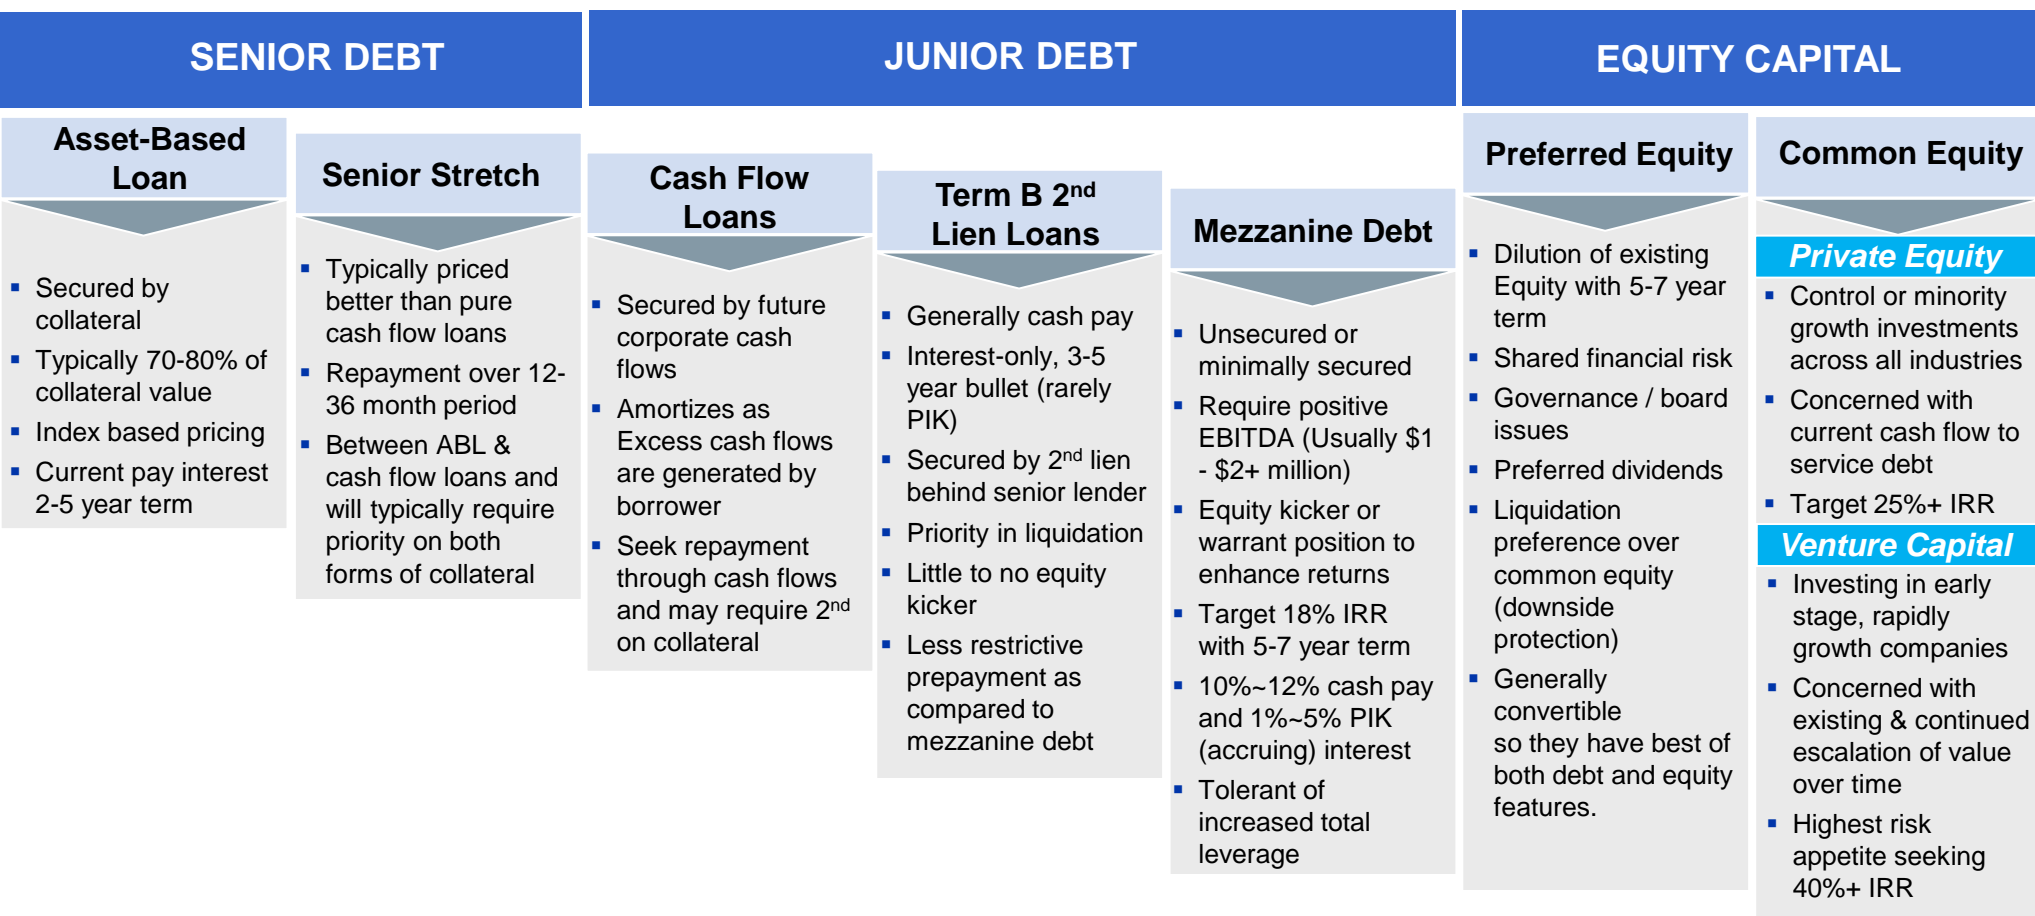 SENIOR DEBT
JUNIOR DEBT
EQUITY CAPITAL
Asset-Based
Loan
▪ Secured by
collateral
▪ Typically 70-80% of
collateral value
▪ Index based pricing
▪ Current pay interest
2-5 year term
Senior Stretch
▪ Typically priced
better than pure
cash flow loans
▪ Repayment over 12-
36 month period
▪ Between ABL &
cash flow loans and
will typically require
priority on both
forms of collateral
Cash Flow
Loans
▪ Secured by future
corporate cash
flows
▪ Amortizes as
Excess cash flows
are generated by
borrower
▪ Seek repayment
through cash flows
and may require 2nd
on collateral
Term B 2nd
Lien Loans
▪ Generally cash pay
▪ Interest-only, 3-5
year bullet (rarely
PIK)
▪ Secured by 2nd lien
behind senior lender
▪ Priority in liquidation
▪ Little to no equity
kicker
▪ Less restrictive
prepayment as
compared to
mezzanine debt
Mezzanine Debt
▪ Unsecured or
minimally secured
▪ Require positive
EBITDA (Usually $1
- $2+ million)
▪ Equity kicker or
warrant position to
enhance returns
▪ Target 18% IRR
with 5-7 year term
▪ 10%~12% cash pay
and 1%~5% PIK
(accruing) interest
▪ Tolerant of
increased total
leverage
Preferred Equity
▪ Dilution of existing
Equity with 5-7 year
term
▪ Shared financial risk
▪ Governance / board
issues
▪ Preferred dividends
▪ Liquidation
preference over
common equity
(downside
protection)
▪ Generally
convertible
so they have best of
both debt and equity
features.
Common Equity
Private Equity
▪ Control or minority
growth investments
across all industries
▪ Concerned with
current cash flow to
service debt
▪ Target 25%+ IRR
Venture Capital
▪ Investing in early
stage, rapidly
growth companies
▪ Concerned with
existing & continued
escalation of value
over time
▪ Highest risk
appetite seeking
40%+ IRR